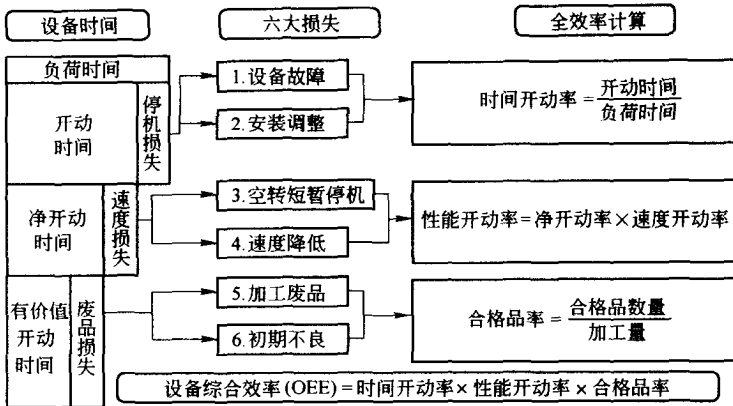 设备时间
六大损失
全效率计算
负荷时间
开动
时间
停机损失
1.设备故障
2.安装调整
时间开动率=开动时间/负荷时间
净开动
时间
速度损失
3.空转短暂停机
4.速度降低
性能开动率=净开动率×速度开动率
有价值
开动
时间
废品损失
5.加工废品
6.初期不良
合格品率=合格品数量/加工量
设备综合效率(OEE)=时间开动率×性能开动率×合格品率